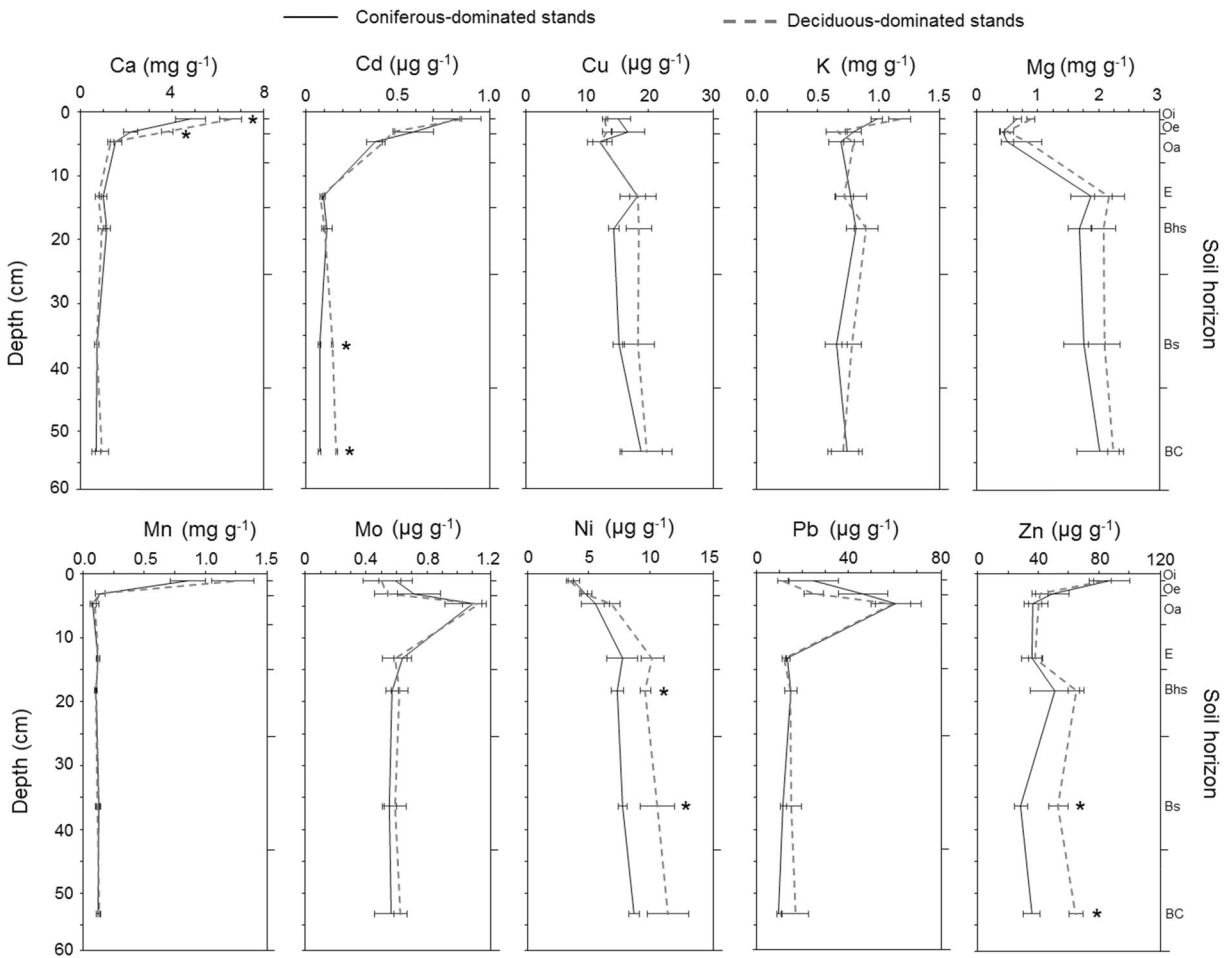 Coniferous-dominated stands
Deciduous-dominated stands
Ca (mg g-1)
Cd (µg g-1)
Cu (µg g-1)
K (mg g-1)
Mg (mg g-1)
0 4 8
0 0.5 1.0
0 10 20 30
0.0 0.5 1.0 1.5
0 1 2 3
0
10
20
30
40
50
60
Depth (cm)
*
*
*
*
Oi
Oe
Oa
E
Bhs
Bs
BC
Soil horizon
Mn (mg g-1)
Mo (µg g-1)
Ni (µg g-1)
Pb (µg g-1)
Zn (µg g-1)
0.0 0.5 1.0 1.5
0.0 0.4 0.8 1.2
0 5 10 15
0 40 80
0 40 80 120
0
10
20
30
40
50
60
Depth (cm)
*
*
*
*
Oi
Oe
Oa
E
Bhs
Bs
BC
Soil horizon